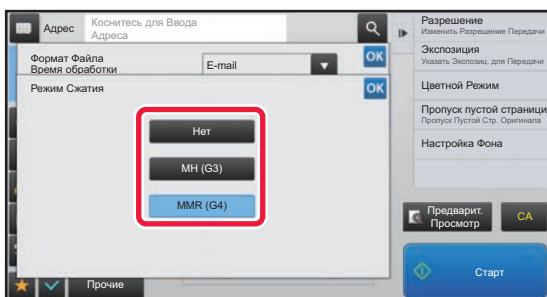 Адрес
Коснитесь для Ввода
Адреса
Формат Файла
Время обработки
E-mail
OK
Режим Сжатия
OK
Нет
MH (G3)
MMR (G4)
Прочие
Разрешение
Изменить Разрешение Передачи
Экспозиция
Указать Экспозиц. для Передачи
Цветной Режим
Пропуск пустой страници
Пропуск Пустой Стр. Оригинала
Настройка Фона
Предварит.
Просмотр
CA
Старт